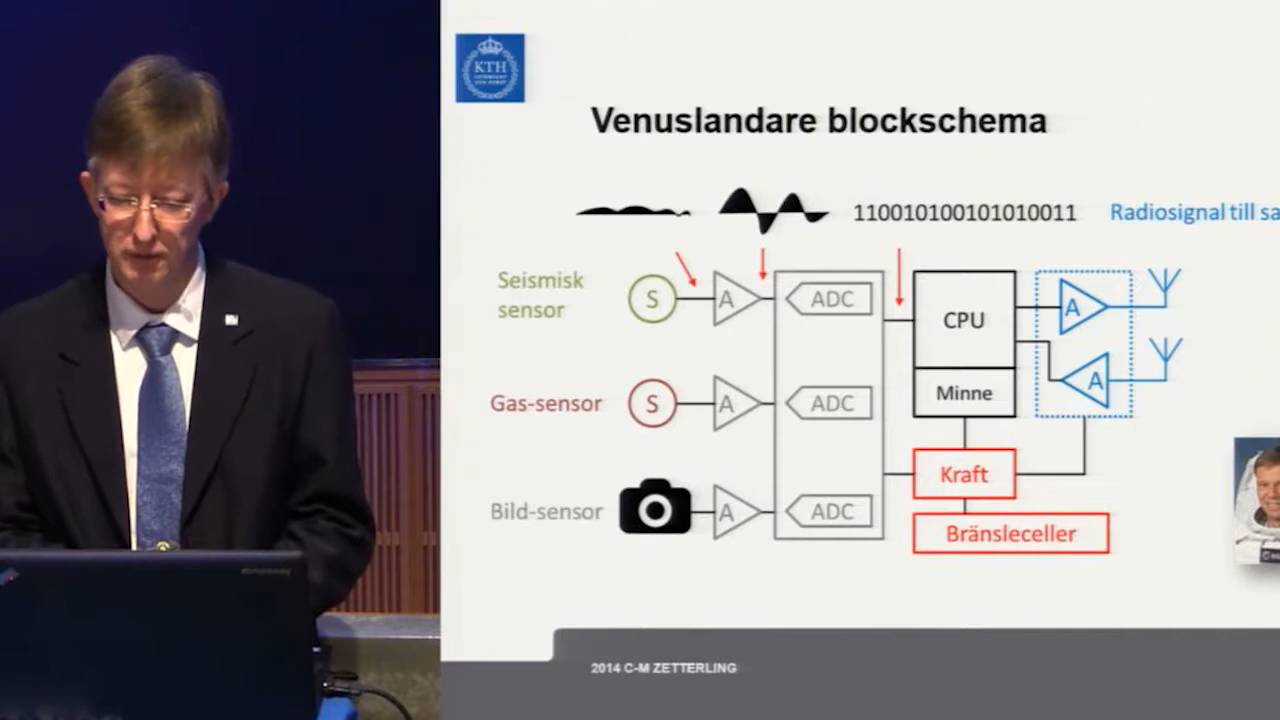 KTH
Venuslandare blockschema
110010100101010011
Radiosignal till sa
Seismisk
sensor
S
A
ADC
CPU
A
Minne
A
Gas-sensor
S
A
ADC
Kraft
Bild-sensor
A
ADC
Bränsleceller
2014 C-M ZETTERLING